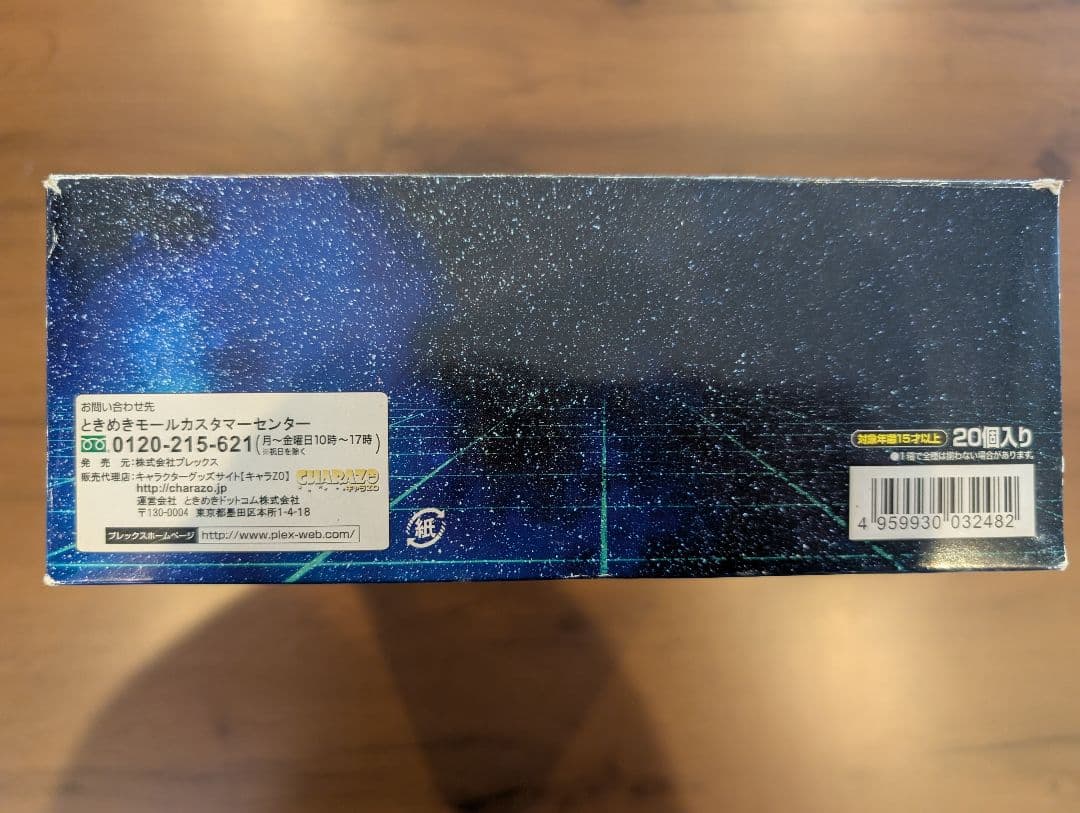 お問い合わせ先
ときめきモールカスタマーセンター
0120-215-621(月～金曜日10時～17時)
※祝日を除く
発 売 元:株式会社プレックス
販売代理店:キャラクターグッズサイト【キャラZO】
http://charazo.jp
運営会社 ときめきドットコム株式会社
〒130-0004 東京都墨田区本所1-4-18
CHARAZO
キャラZO
プレックスホームページ http://www.plex-web.com/
紙
対象年齢15才以上 20個入り
●1箱で全種は揃わない場合があります。
4 959930 032482